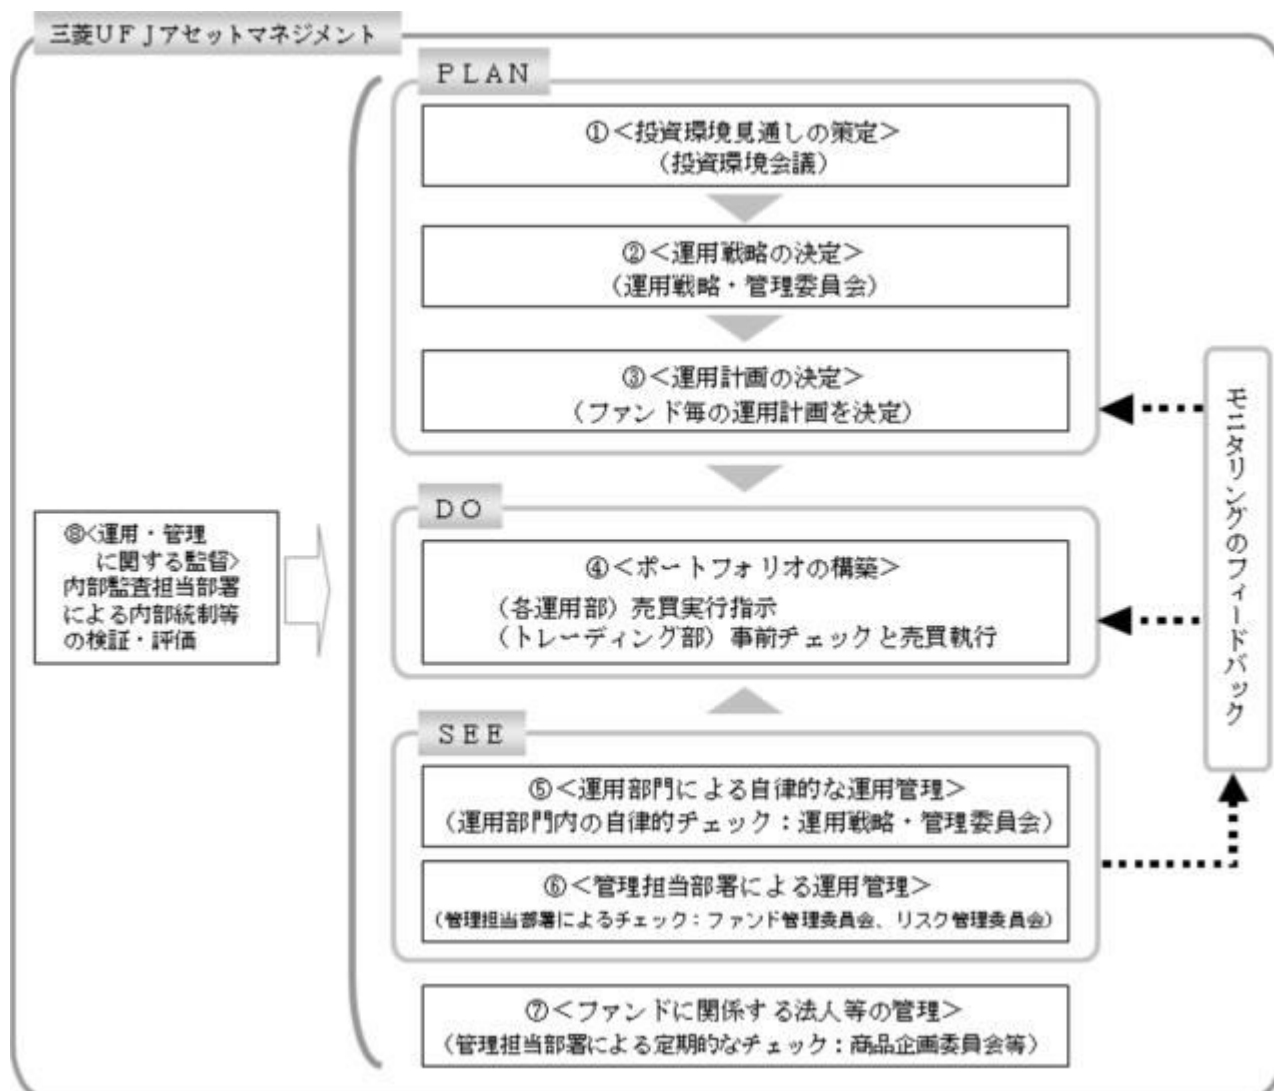 三菱ＵＦＪアセットマネジメント
ＰＬＡＮ
①＜投資環境見通しの策定＞
（投資環境会議）
②＜運用戦略の決定＞
（運用戦略・管理委員会）
③＜運用計画の決定＞
（ファンド毎の運用計画を決定）
ＤＯ
④＜ポートフォリオの構築＞
（各運用部）売買実行指示
（トレーディング部）事前チェックと売買執行
ＳＥＥ
⑤＜運用部門による自律的な運用管理＞
（運用部門内の自律的チェック：運用戦略・管理委員会）
⑥＜管理担当部署による運用管理＞
（管理担当部署によるチェック：ファンド管理委員会、リスク管理委員会）
⑦＜ファンドに関係する法人等の管理＞
（管理担当部署による定期的なチェック：商品企画委員会等）
⑧＜運用・管理
に関する監督＞
内部監査担当部署
による内部統制等
の検証・評価
モニタリングのフィードバック